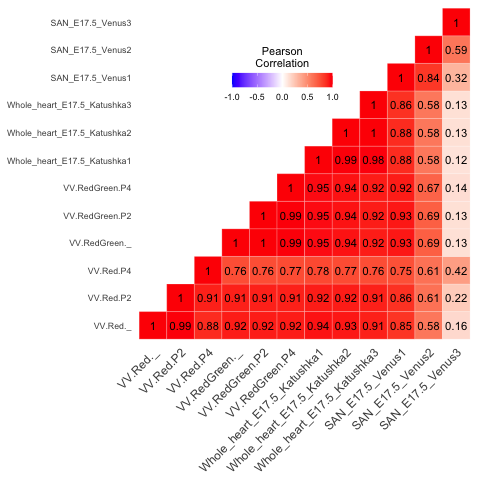 SAN_E17.5_Venus3
1
SAN_E17.5_Venus2
1 0.59
Pearson
Correlation
SAN_E17.5_Venus1
1 0.84 0.32
-1.0 -0.5 0.0 0.5 1.0
Whole_heart_E17.5_Katushka3
1 0.86 0.58 0.13
Whole_heart_E17.5_Katushka2
1 1 0.88 0.58 0.13
Whole_heart_E17.5_Katushka1
1 0.99 0.98 0.88 0.58 0.12
VV.RedGreen.P4
1 0.95 0.94 0.92 0.92 0.67 0.14
VV.RedGreen.P2
1 0.99 0.95 0.94 0.92 0.93 0.69 0.13
VV.RedGreen._
1 1 0.99 0.95 0.94 0.92 0.93 0.69 0.13
VV.Red.P4
1 0.76 0.76 0.77 0.78 0.77 0.76 0.75 0.61 0.42
VV.Red.P2
1 0.91 0.91 0.91 0.91 0.92 0.92 0.91 0.86 0.61 0.22
VV.Red._
1 0.99 0.88 0.92 0.92 0.92 0.94 0.93 0.91 0.85 0.58 0.16
VV.Red._
VV.Red.P2
VV.Red.P4
VV.RedGreen._
VV.RedGreen.P2
VV.RedGreen.P4
Whole_heart_E17.5_Katushka1
Whole_heart_E17.5_Katushka2
Whole_heart_E17.5_Katushka3
SAN_E17.5_Venus1
SAN_E17.5_Venus2
SAN_E17.5_Venus3